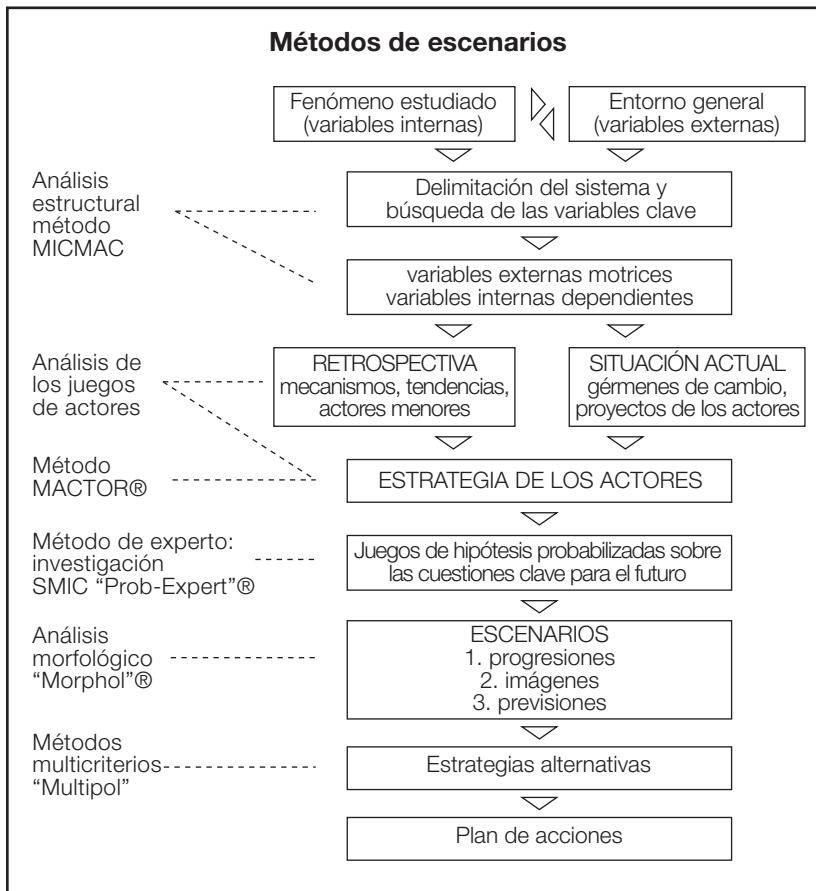 Métodos de escenarios
Fenómeno estudiado
(variables internas)
Entorno general
(variables externas)
Análisis
estructural
método
MICMAC
Delimitación del sistema y
búsqueda de las variables clave
variables externas motrices
variables internas dependientes
Análisis de
los juegos
de actores
RETROSPECTIVA
mecanismos, tendencias,
actores menores
SITUACIÓN ACTUAL
gérmenes de cambio,
proyectos de los actores
Método
MACTOR®
ESTRATEGIA DE LOS ACTORES
Método de experto:
investigación
SMIC “Prob-Expert”®
Juegos de hipótesis probabilizadas sobre
las cuestiones clave para el futuro
Análisis
morfológico
“Morphol”®
ESCENARIOS
1. progresiones
2. imágenes
3. previsiones
Métodos
multicriterios
“Multipol”
Estrategias alternativas
Plan de acciones